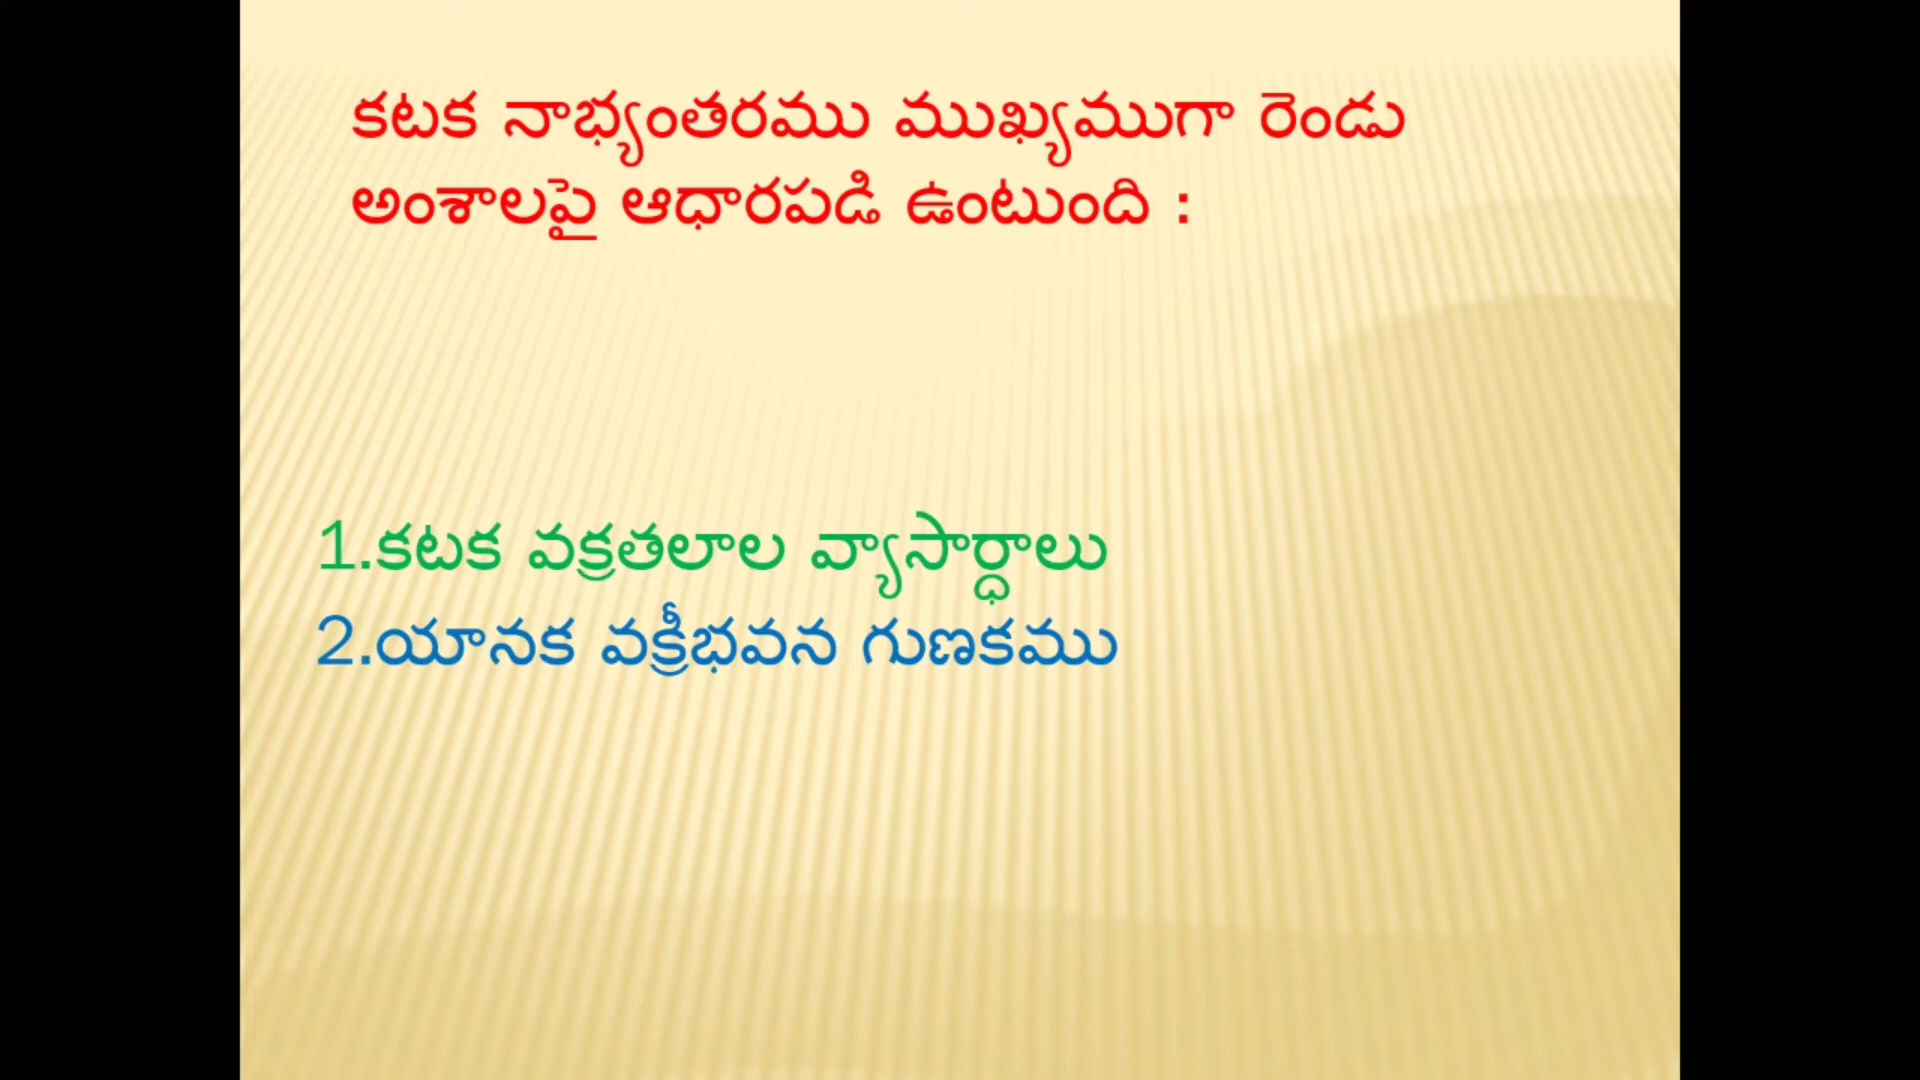 కటక నాభ్యంతరము ముఖ్యముగా రెండు
అంశాలపై ఆధారపడి ఉంటుంది :
1.కటక వక్రతలాల వ్యాసార్ధాలు
2.యానక వక్రీభవన గుణకము